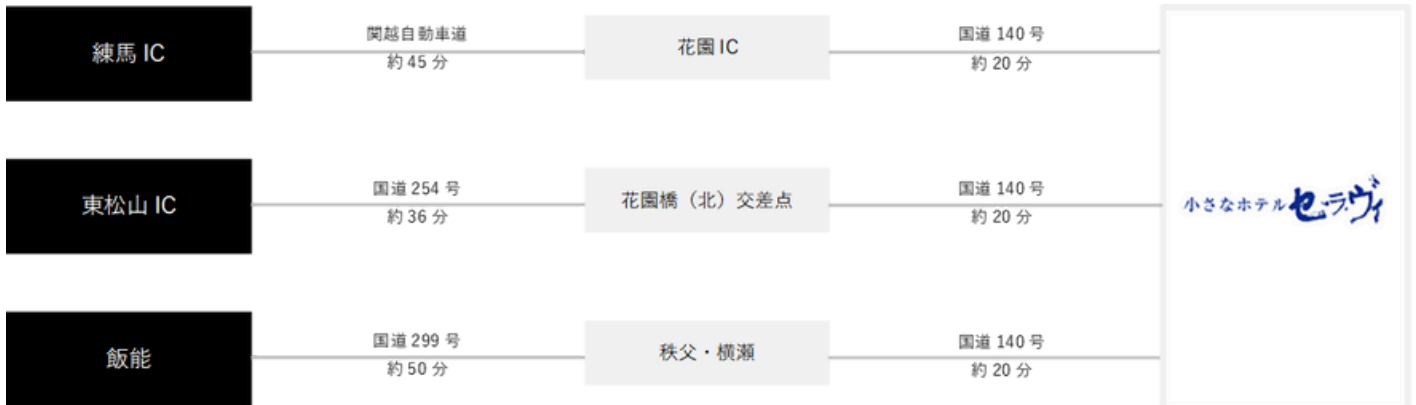 練馬 IC
関越自動車道
約 45 分
花園 IC
国道 140 号
約 20 分
東松山 IC
国道 254 号
約 36 分
花園橋（北）交差点
国道 140 号
約 20 分
小さなホテル セ・ラ・ヴィ
飯能
国道 299 号
約 50 分
秩父・横瀬
国道 140 号
約 20 分